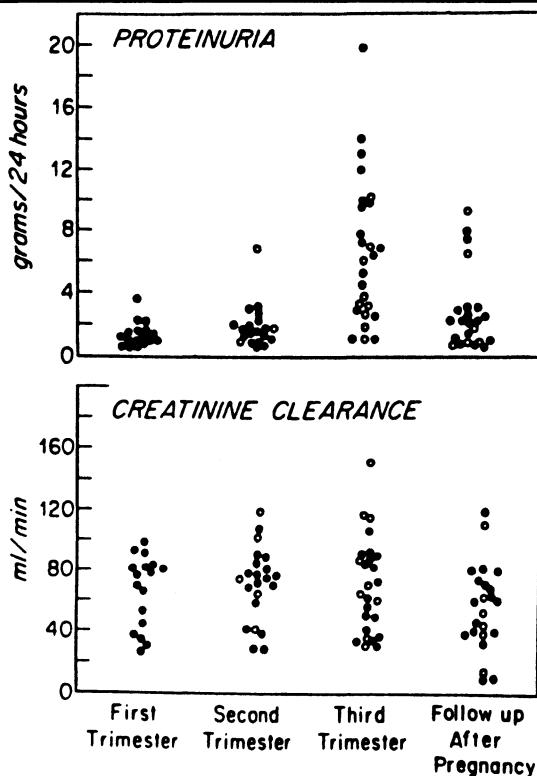 PROTEINURIA
grams/24 hours
20
16
12
8
4
0
CREATININE CLEARANCE
ml/min
160
120
80
40
0
First Trimester
Second Trimester
Third Trimester
Follow up After Pregnancy